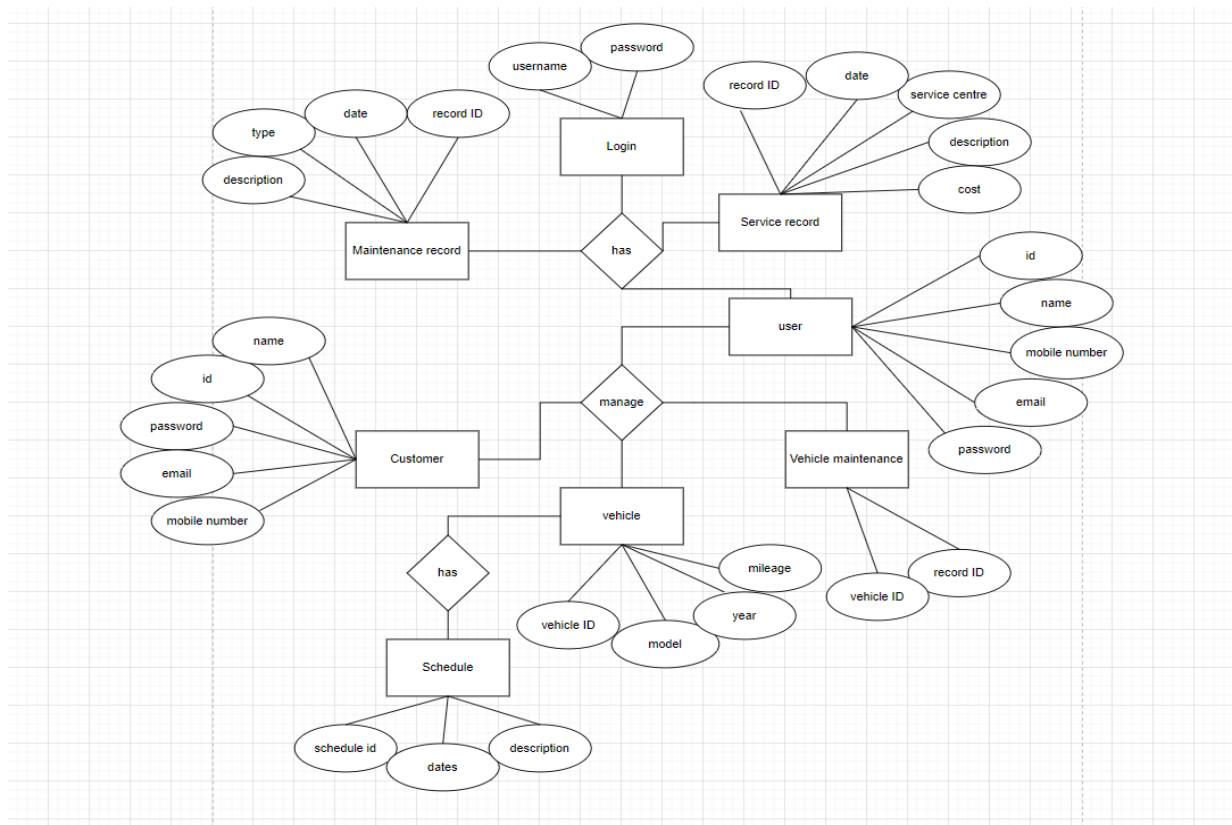 password
username
date
record ID
service centre
date
record ID
type
description
Login
description
cost
Maintenance record
has
Service record
id
name
user
mobile number
name
id
manage
email
password
Customer
Vehicle maintenance
password
email
mobile number
vehicle
has
mileage
record ID
vehicle ID
year
vehicle ID
model
Schedule
schedule id
dates
description